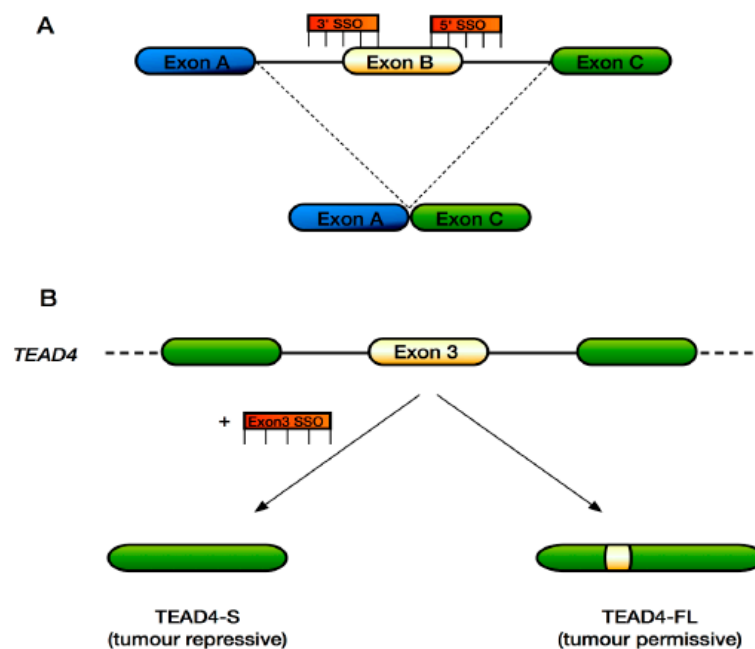 A
3' SSO 5' SSO
Exon A Exon B Exon C
Exon A Exon C
B
TEAD4 Exon 3
+ Exon3 SSO
TEAD4-S TEAD4-FL
(tumour repressive) (tumour permissive)